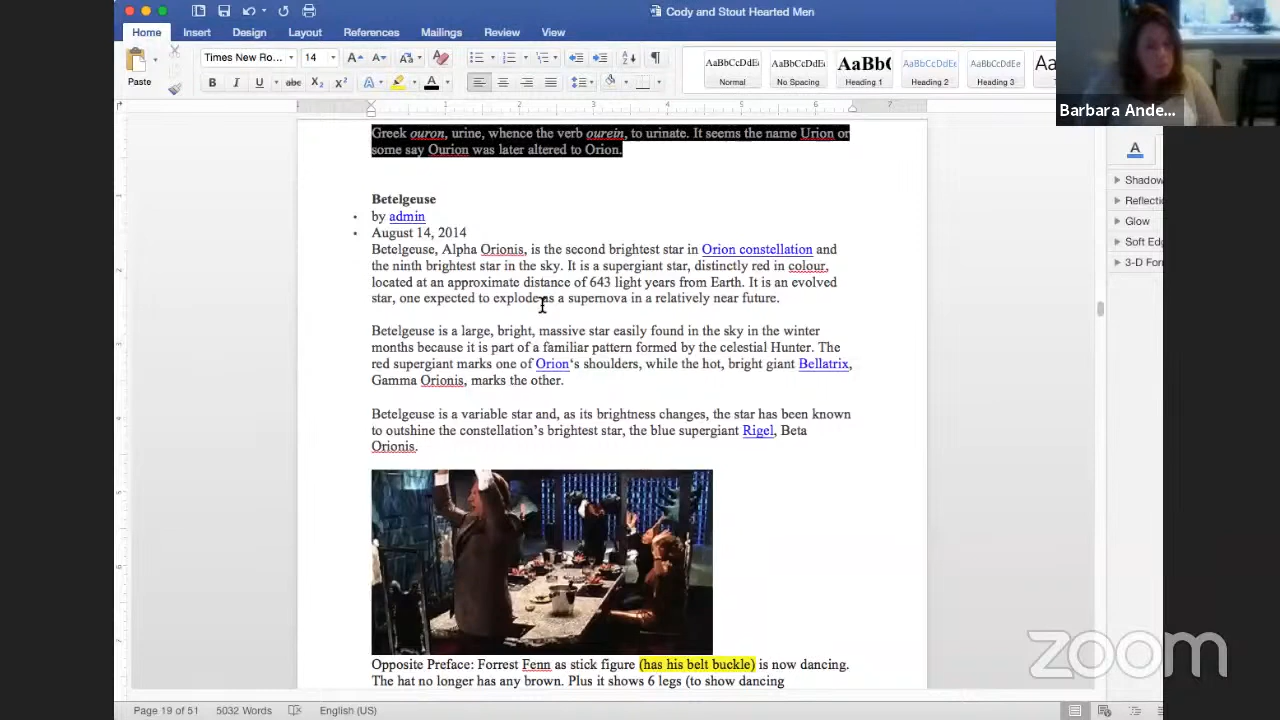 Cody and Stout Hearted Men
Home Insert Design Layout References Mailings Review View
Times New Ro... 14
Paste
AaBbCcDdEe AaBbCcDdEe AaBbC AaBbCcDdEe AaBbCcDdEe
Normal No Spacing Heading 1 Heading 2 Heading 3
Barbara Ande...
Shadow
Reflectio
Glow
Soft Edg
3-D For
Greek ouron, urine, whence the verb ourein, to urinate. It seems the name Urion or
some say Ourion was later altered to Orion.
Betelgeuse
• by admin
• August 14, 2014
Betelgeuse, Alpha Orionis, is the second brightest star in Orion constellation and
the ninth brightest star in the sky. It is a supergiant star, distinctly red in colour,
located at an approximate distance of 643 light years from Earth. It is an evolved
star, one expected to explode as a supernova in a relatively near future.
Betelgeuse is a large, bright, massive star easily found in the sky in the winter
months because it is part of a familiar pattern formed by the celestial Hunter. The
red supergiant marks one of Orion‘s shoulders, while the hot, bright giant Bellatrix,
Gamma Orionis, marks the other.
Betelgeuse is a variable star and, as its brightness changes, the star has been known
to outshine the constellation’s brightest star, the blue supergiant Rigel, Beta
Orionis.
Opposite Preface: Forrest Fenn as stick figure (has his belt buckle) is now dancing.
The hat no longer has any brown. Plus it shows 6 legs (to show dancing
zoom
Page 19 of 51 5032 Words English (US)